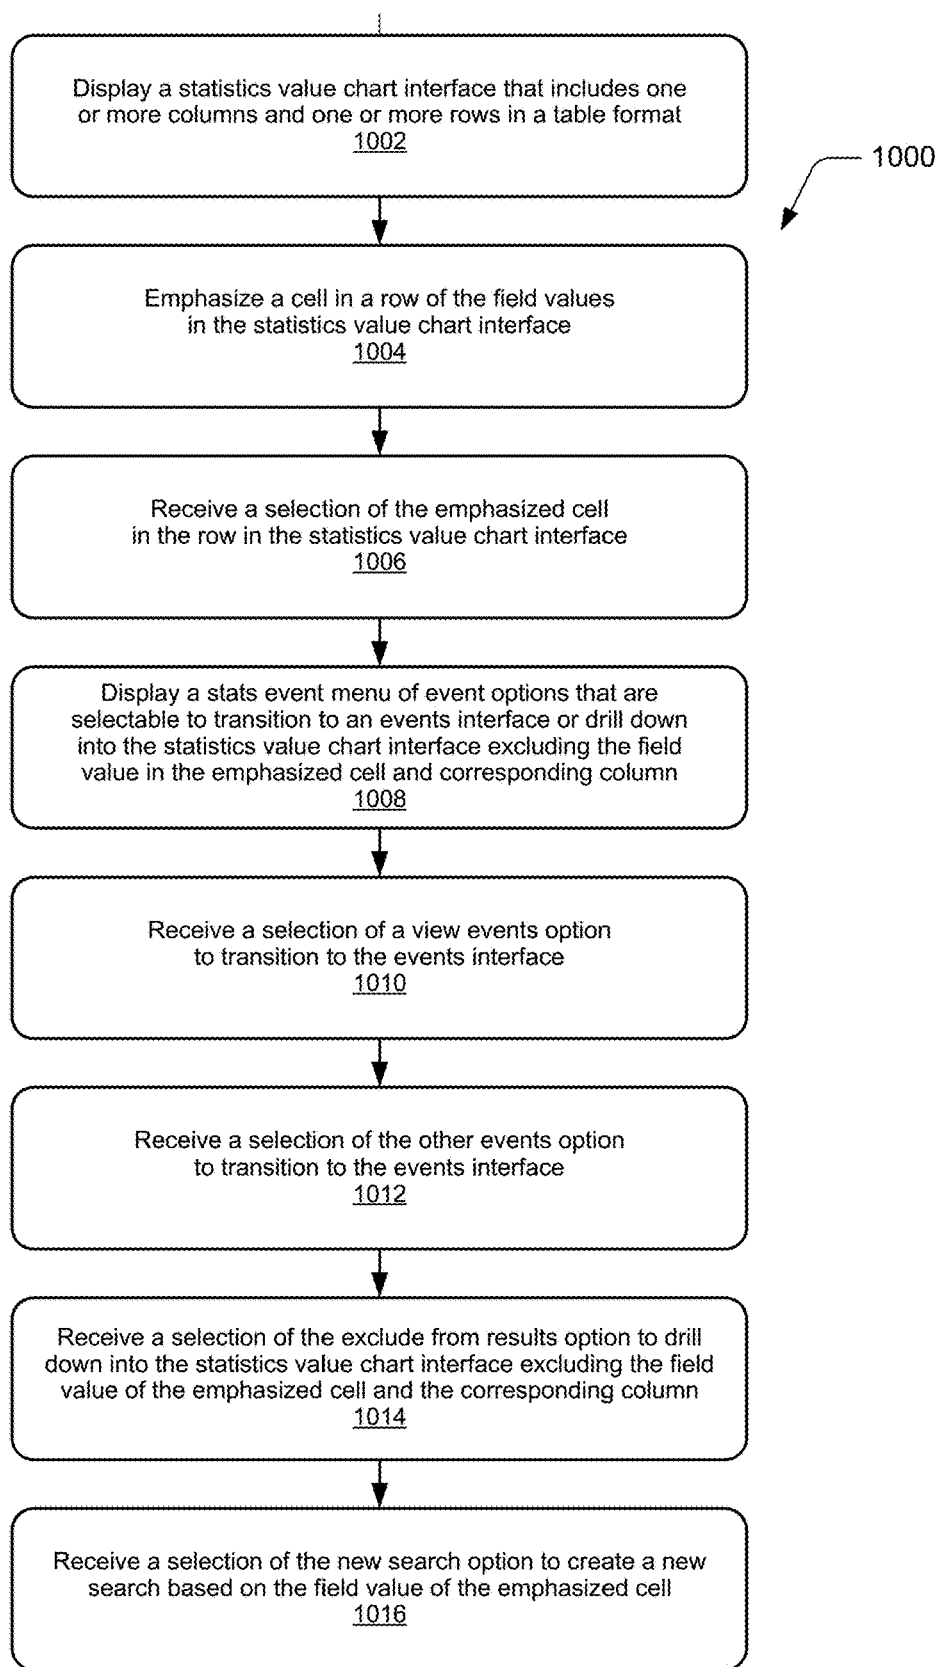 Display a statistics value chart interface that includes one
or more columns and one or more rows in a table format
1002
1000
Emphasize a cell in a row of the field values
in the statistics value chart interface
1004
Receive a selection of the emphasized cell
in the row in the statistics value chart interface
1006
Display a stats event menu of event options that are
selectable to transition to an events interface or drill down
into the statistics value chart interface excluding the field
value in the emphasized cell and corresponding column
1008
Receive a selection of a view events option
to transition to the events interface
1010
Receive a selection of the other events option
to transition to the events interface
1012
Receive a selection of the exclude from results option to drill
down into the statistics value chart interface excluding the field
value of the emphasized cell and the corresponding column
1014
Receive a selection of the new search option to create a new
search based on the field value of the emphasized cell
1016